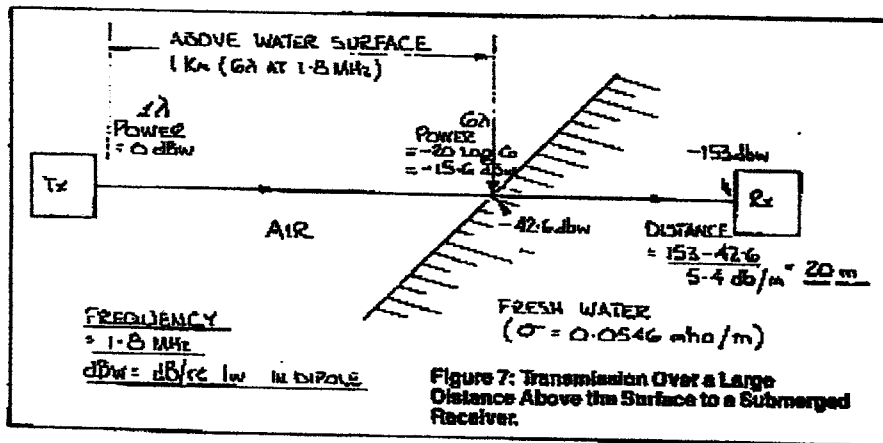 ABOVE WATER SURFACE
1 Km (6λ AT 1.8 MHz)
1λ
POWER
= 0 dBW
6λ
POWER
= -20 log 6
= -15.6 dBw
-153 dbw
Tx
Rx
AIR
-42.6 dbw
DISTANCE
= 153-42.6
5.4 db/m = 20 m
FRESH WATER
(σ = 0.0546 mho/m)
FREQUENCY
= 1.8 MHz
dBW = dB/re 1w IN DIPOLE
Figure 7: Transmission Over a Large
Distance Above the Surface to a Submerged
Receiver.